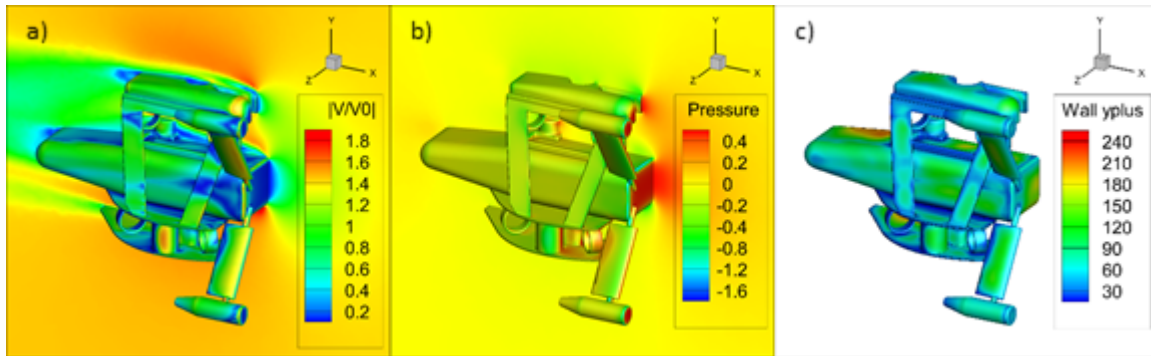 a)
Y
Z
X
|V/V0|
1.8
1.6
1.4
1.2
1
0.8
0.6
0.4
0.2
b)
Y
Z
X
Pressure
0.4
0.2
0
-0.2
-0.4
-0.8
-1.2
-1.6
c)
Y
Z
X
Wall yplus
240
210
180
150
120
90
60
30